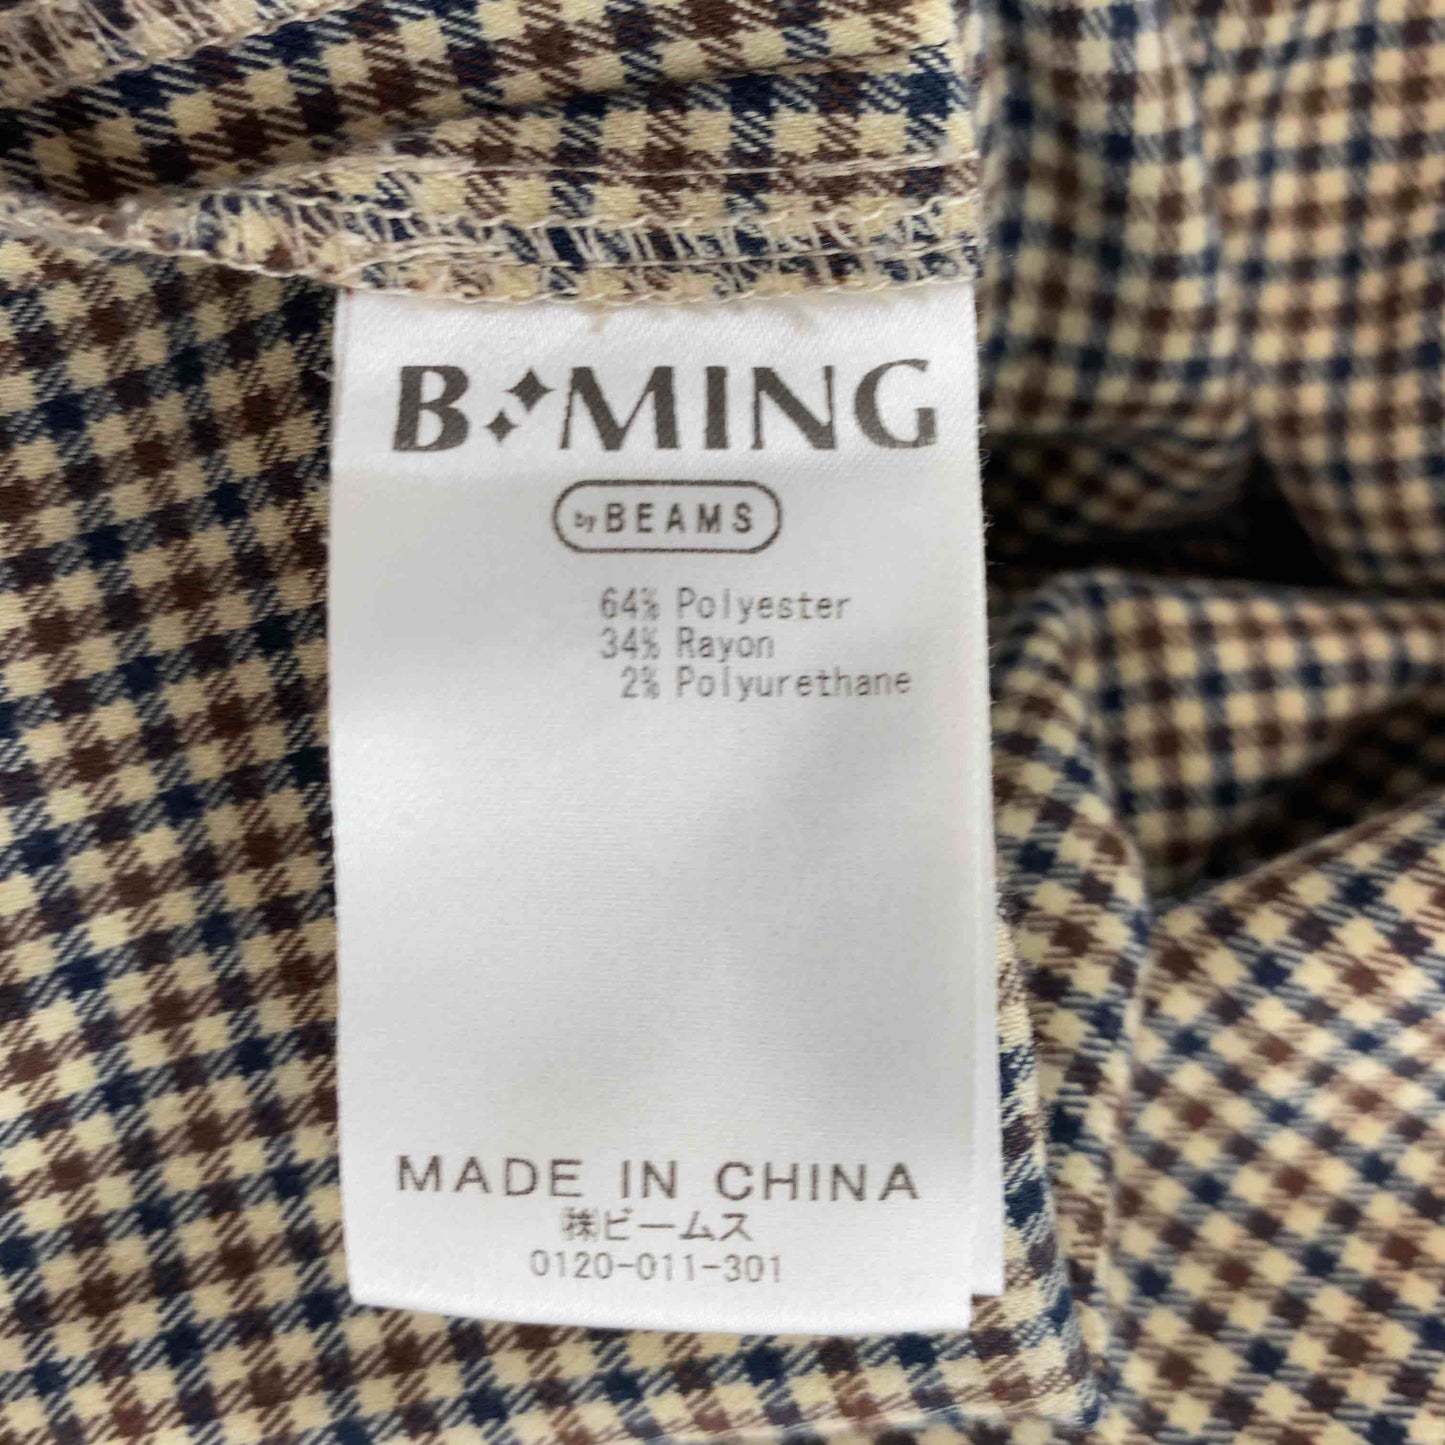 B MING
by BEAMS
64% Polyester
34% Rayon
2% Polyurethane
MADE IN CHINA
㈱ビームス
0120-011-301